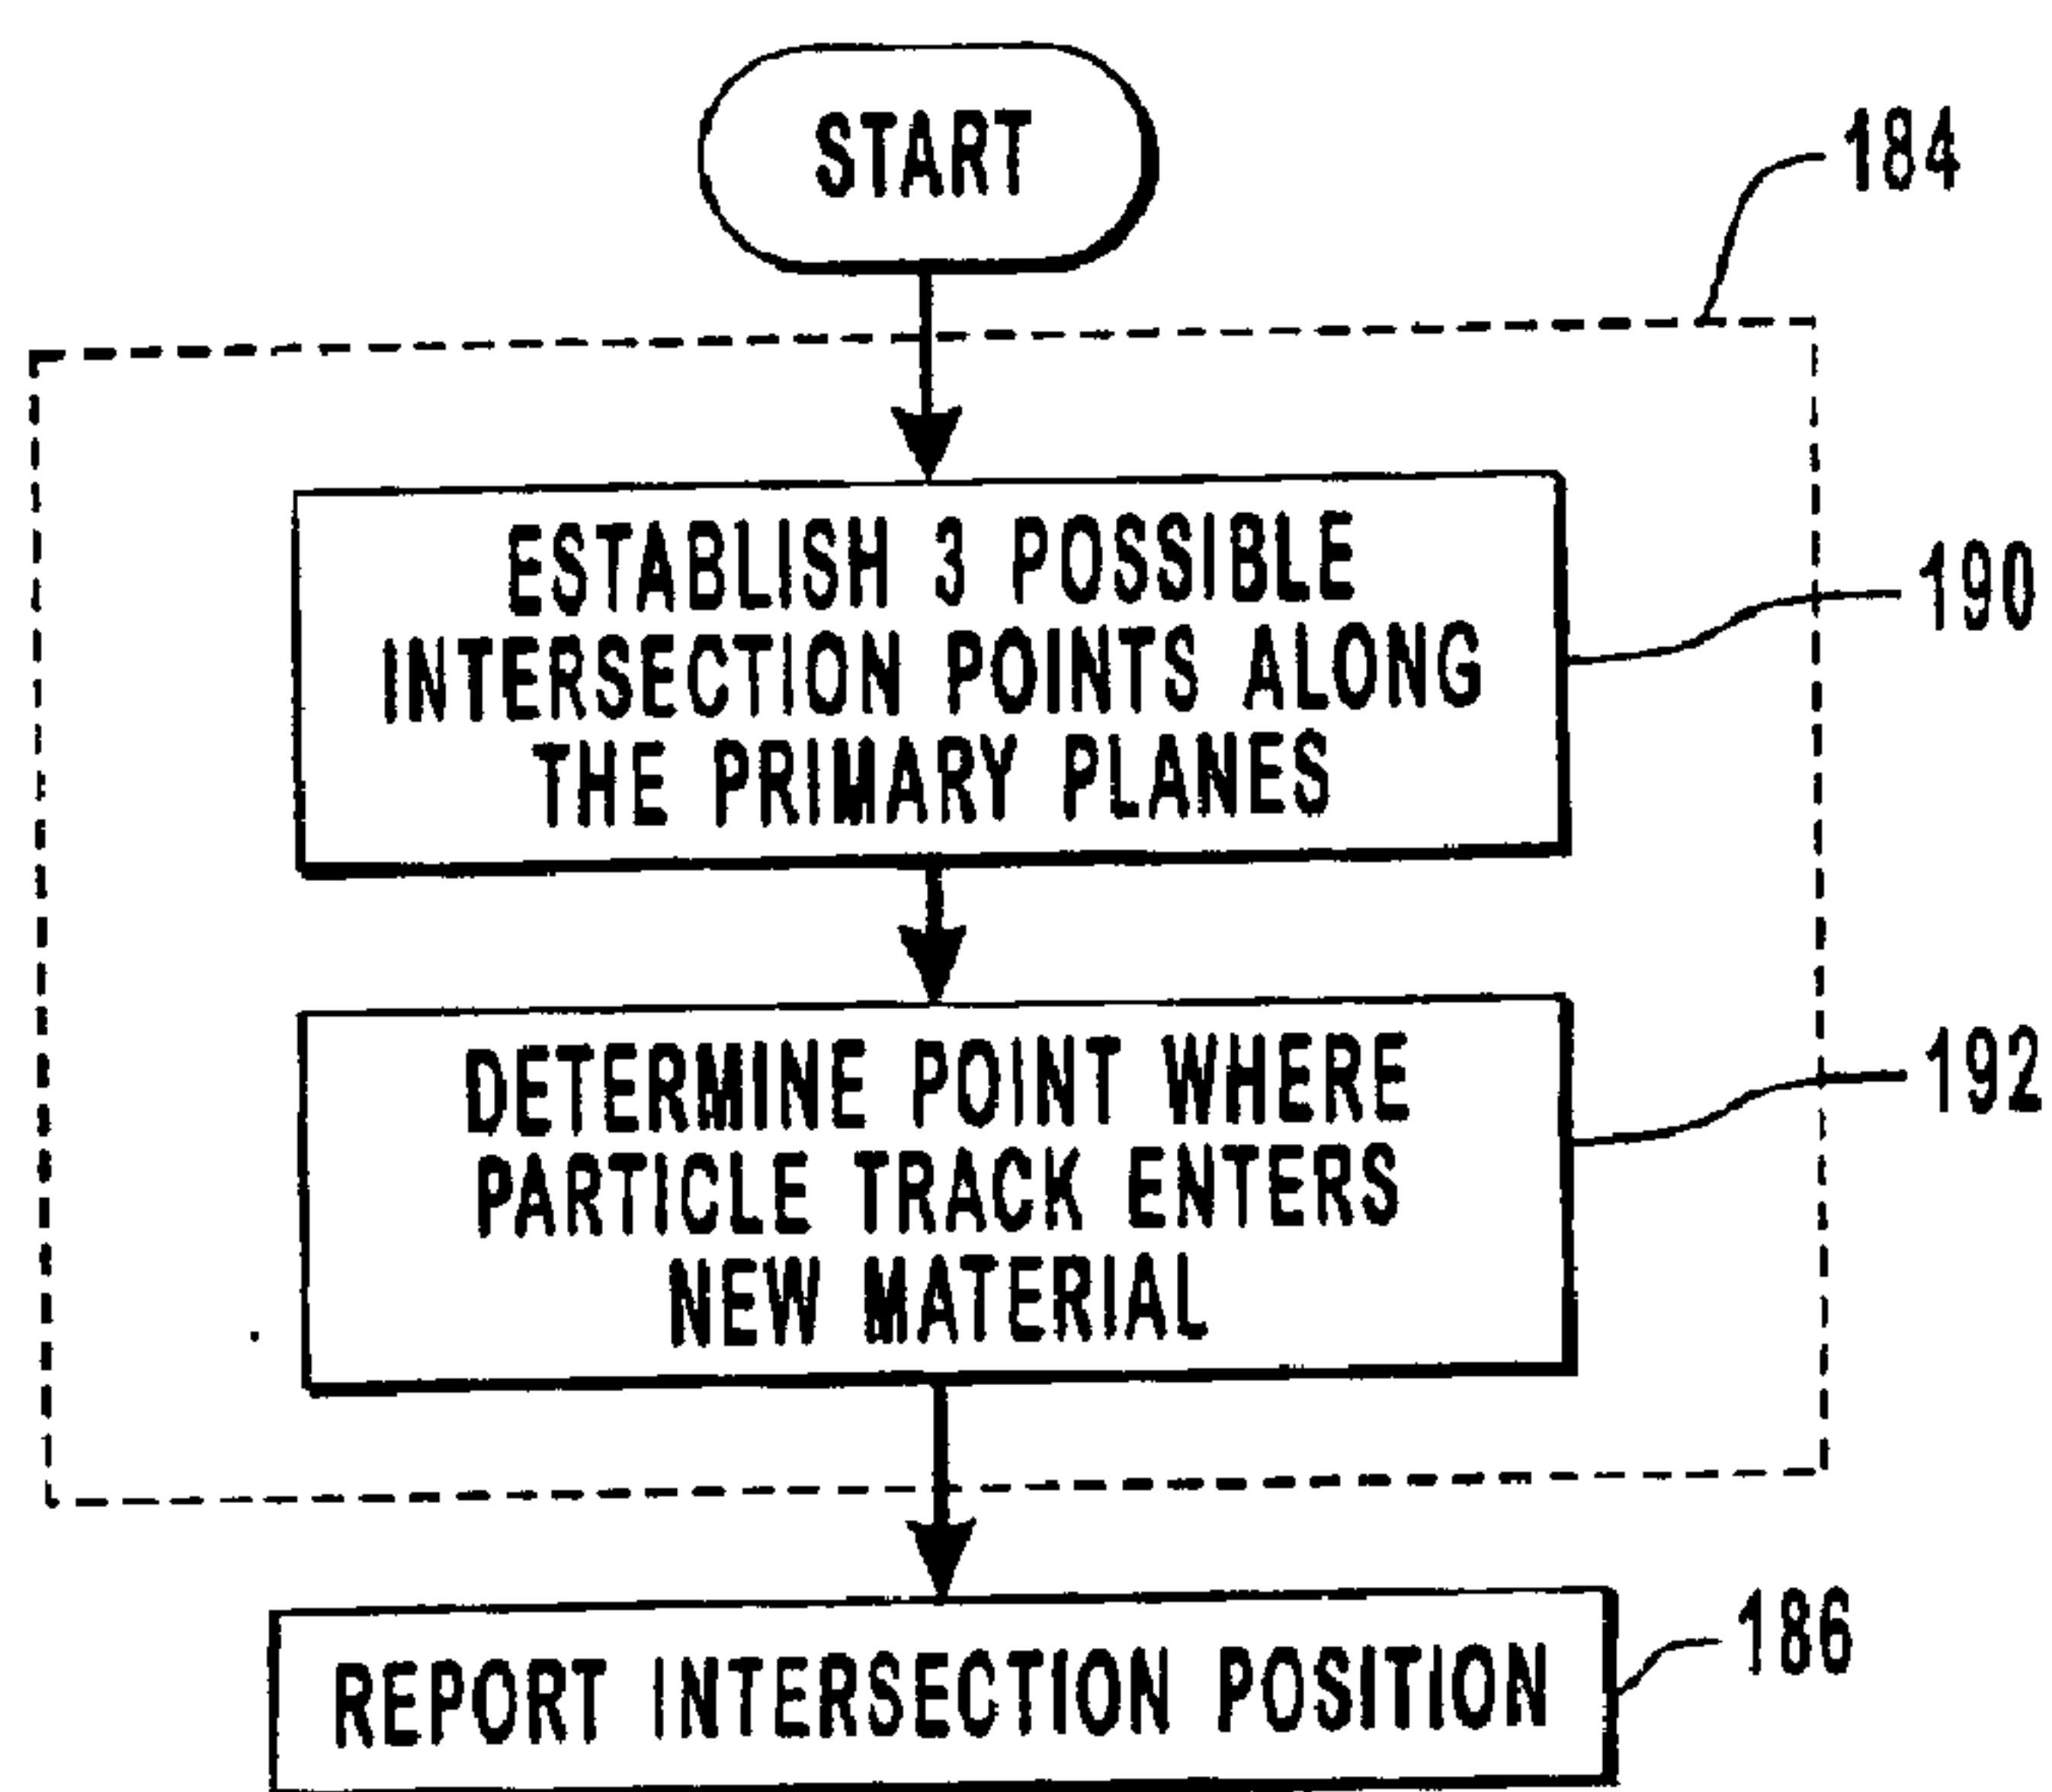 START
184
ESTABLISH 3 POSSIBLE
INTERSECTION POINTS ALONG
THE PRIMARY PLANES
190
DETERMINE POINT WHERE
PARTICLE TRACK ENTERS
NEW MATERIAL
192
REPORT INTERSECTION POSITION
186